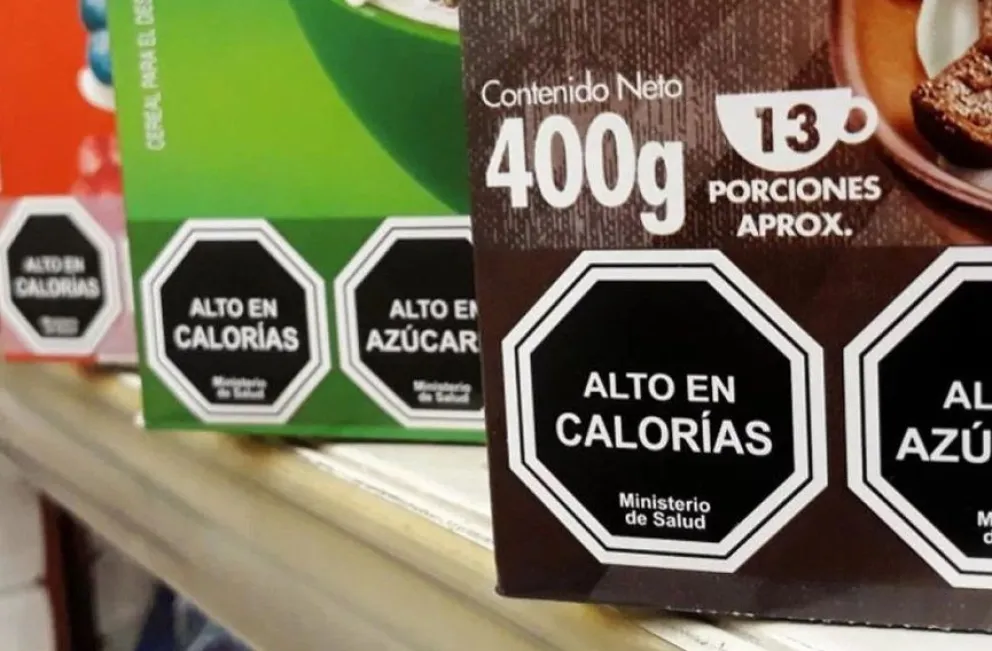 CEREAL PARA EL DES
ALTO EN
CALORÍAS
ALTO EN
CALORÍAS
Ministerio
de Salud
ALTO EN
AZÚCAR
Ministerio
de Salud
Contenido Neto
400g
13
PORCIONES
APROX.
ALTO EN
CALORÍAS
Ministerio
de Salud
AL
AZÚ
M
d